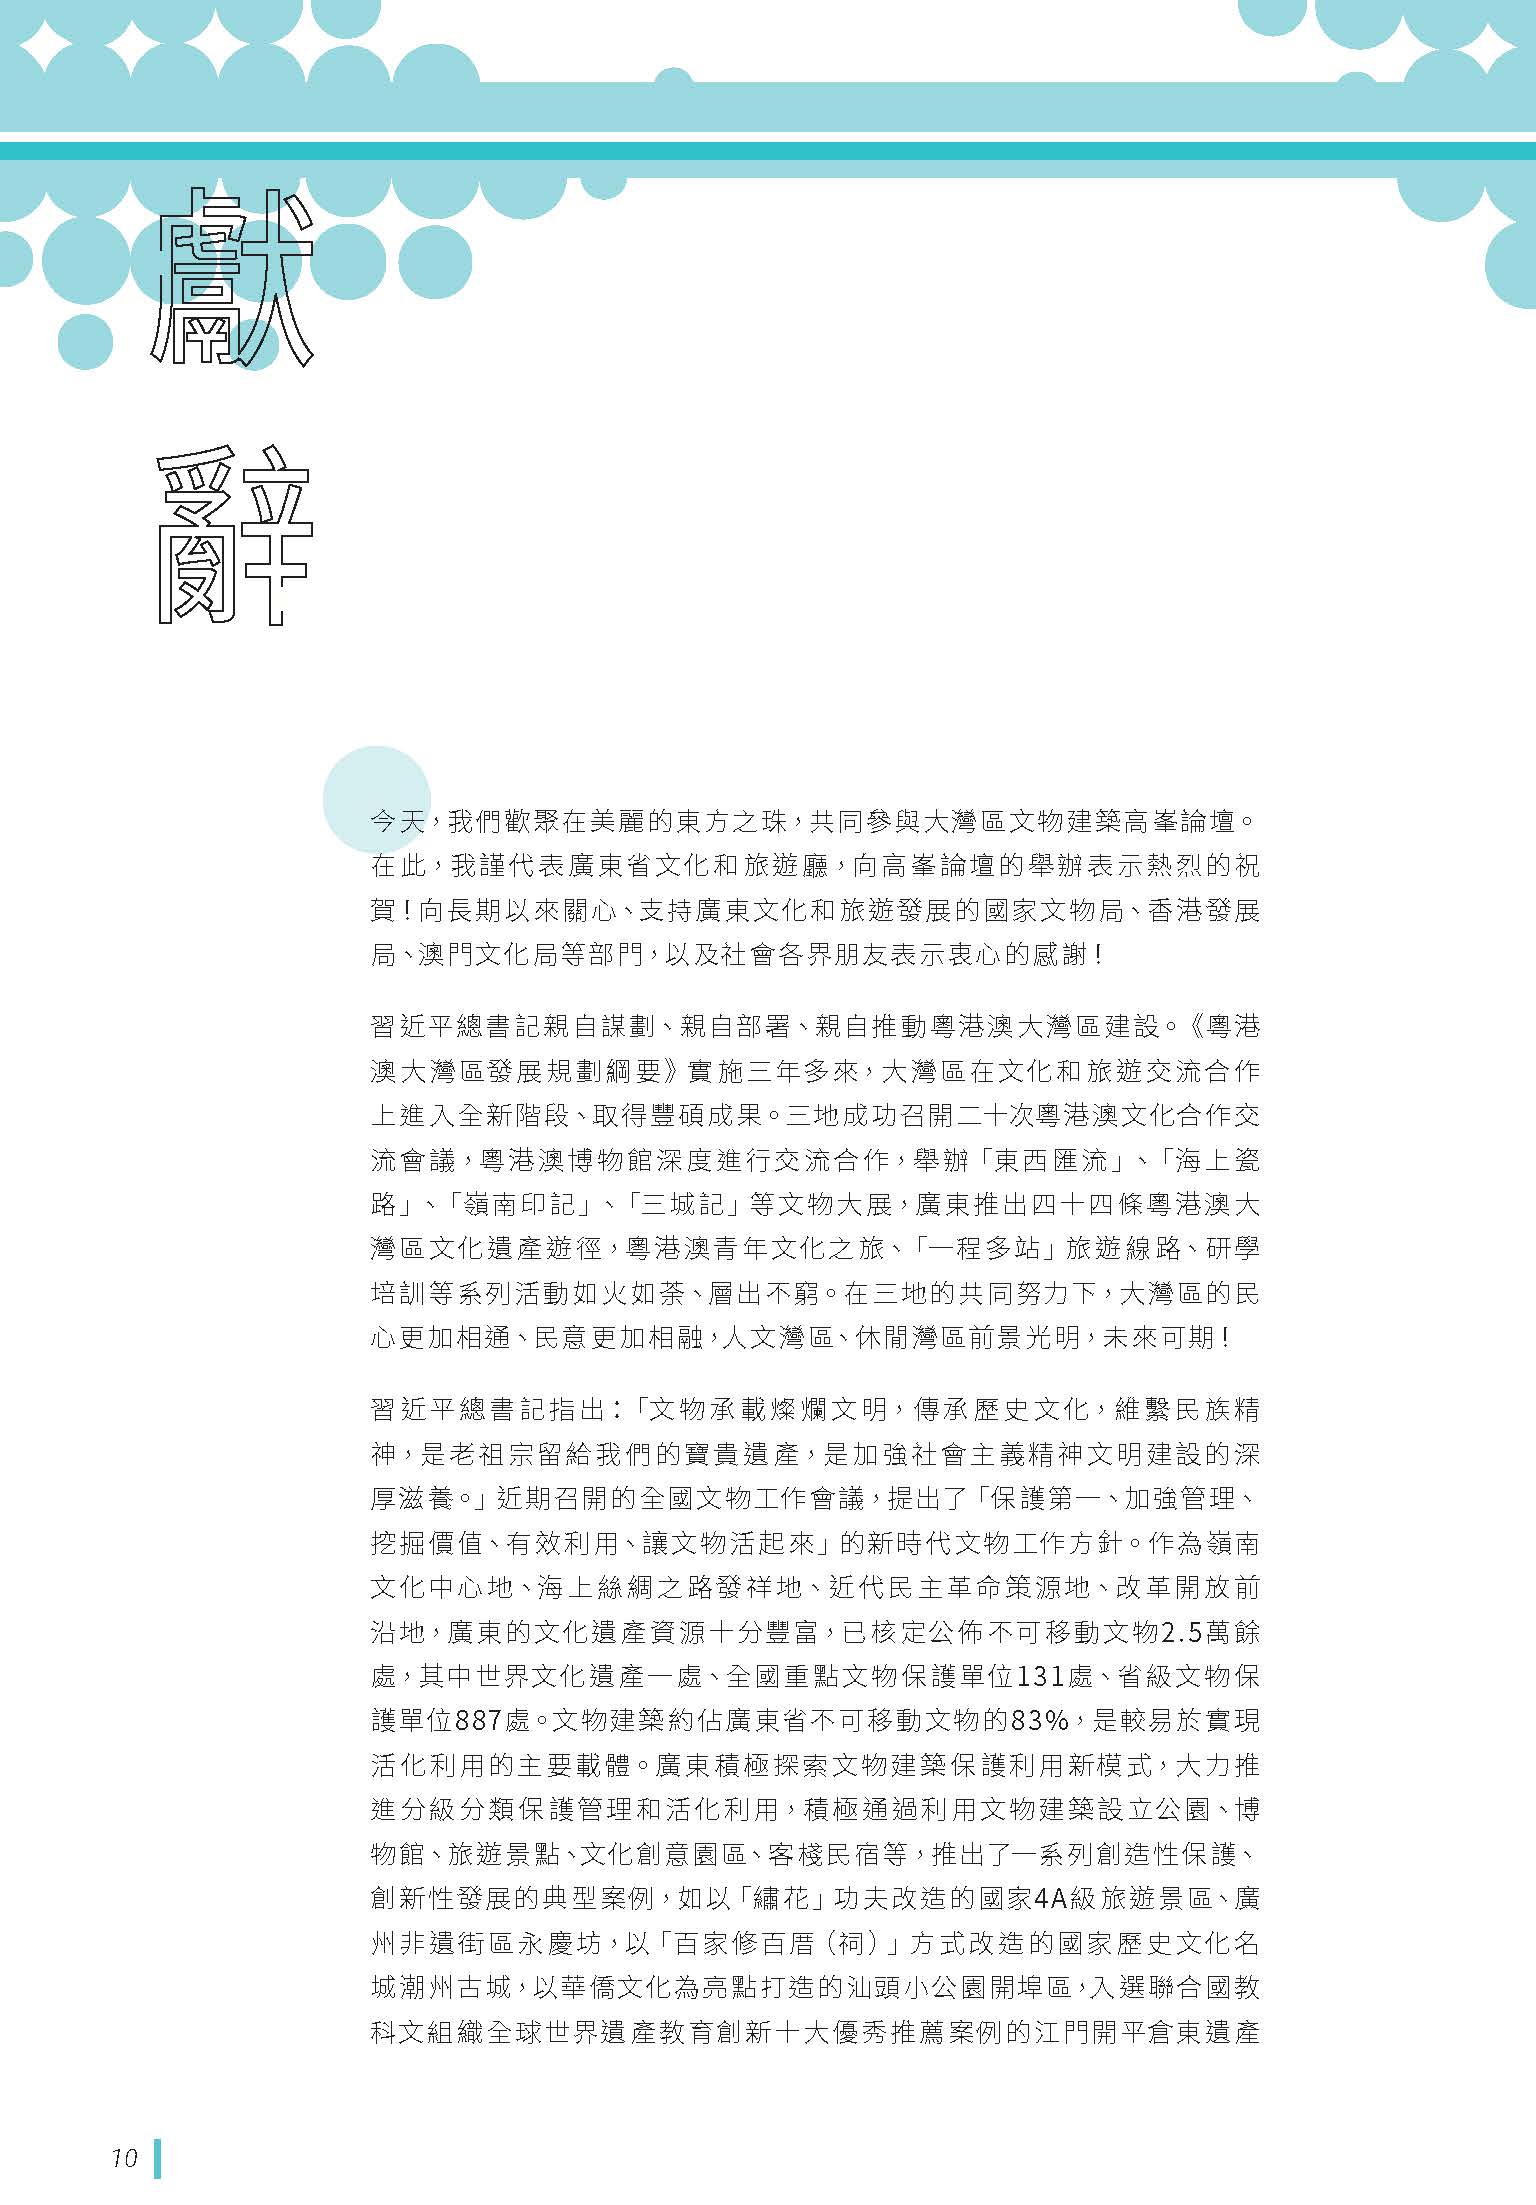 獻
辭
今天，我們歡聚在美麗的東方之珠，共同參與大灣區文物建築高峯論壇。
在此，我謹代表廣東省文化和旅遊廳，向高峯論壇的舉辦表示熱烈的祝
賀！向長期以來關心、支持廣東文化和旅遊發展的國家文物局、香港發展
局、澳門文化局等部門，以及社會各界朋友表示衷心的感謝！
習近平總書記親自謀劃、親自部署、親自推動粵港澳大灣區建設。《粵港
澳大灣區發展規劃綱要》實施三年多來，大灣區在文化和旅遊交流合作
上進入全新階段、取得豐碩成果。三地成功召開二十次粵港澳文化合作交
流會議，粵港澳博物館深度進行交流合作，舉辦「東西匯流」、「海上瓷
路」、「嶺南印記」、「三城記」等文物大展，廣東推出四十四條粵港澳大
灣區文化遺產遊徑，粵港澳青年文化之旅、「一程多站」旅遊線路、研學
培訓等系列活動如火如荼、層出不窮。在三地的共同努力下，大灣區的民
心更加相通、民意更加相融，人文灣區、休閒灣區前景光明，未來可期！
習近平總書記指出：「文物承載燦爛文明，傳承歷史文化，維繫民族精
神，是老祖宗留給我們的寶貴遺產，是加強社會主義精神文明建設的深
厚滋養。」近期召開的全國文物工作會議，提出了「保護第一、加強管理、
挖掘價值、有效利用、讓文物活起來」的新時代文物工作方針。作為嶺南
文化中心地、海上絲綢之路發祥地、近代民主革命策源地、改革開放前
沿地，廣東的文化遺產資源十分豐富，已核定公佈不可移動文物2.5萬餘
處，其中世界文化遺產一處、全國重點文物保護單位131處、省級文物保
護單位887處。文物建築約佔廣東省不可移動文物的83%，是較易於實現
活化利用的主要載體。廣東積極探索文物建築保護利用新模式，大力推
進分級分類保護管理和活化利用，積極通過利用文物建築設立公園、博
物館、旅遊景點、文化創意園區、客棧民宿等，推出了一系列創造性保護、
創新性發展的典型案例，如以「繡花」功夫改造的國家4A級旅遊景區、廣
州非遺街區永慶坊，以「百家修百厝（祠）」方式改造的國家歷史文化名
城潮州古城，以華僑文化為亮點打造的汕頭小公園開埠區，入選聯合國教
科文組織全球世界遺產教育創新十大優秀推薦案例的江門開平倉東遺產
10